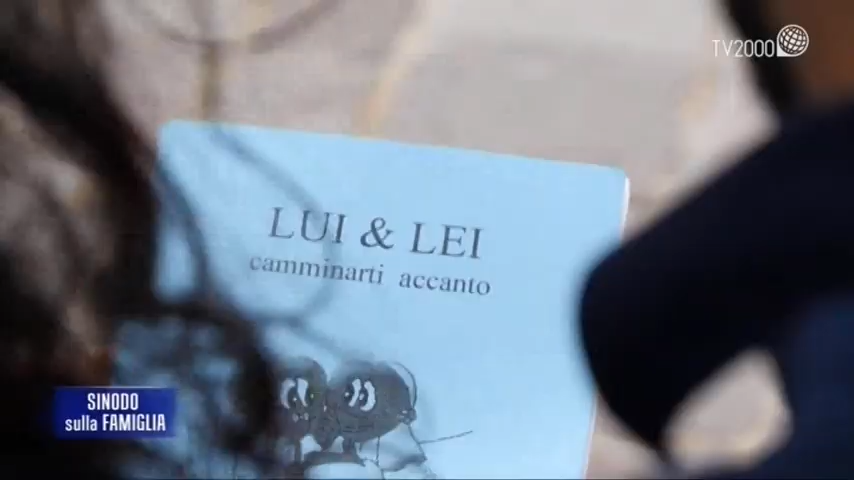 TV2000
LUI & LEI
camminarti accanto
SINODO
sulla FAMIGLIA